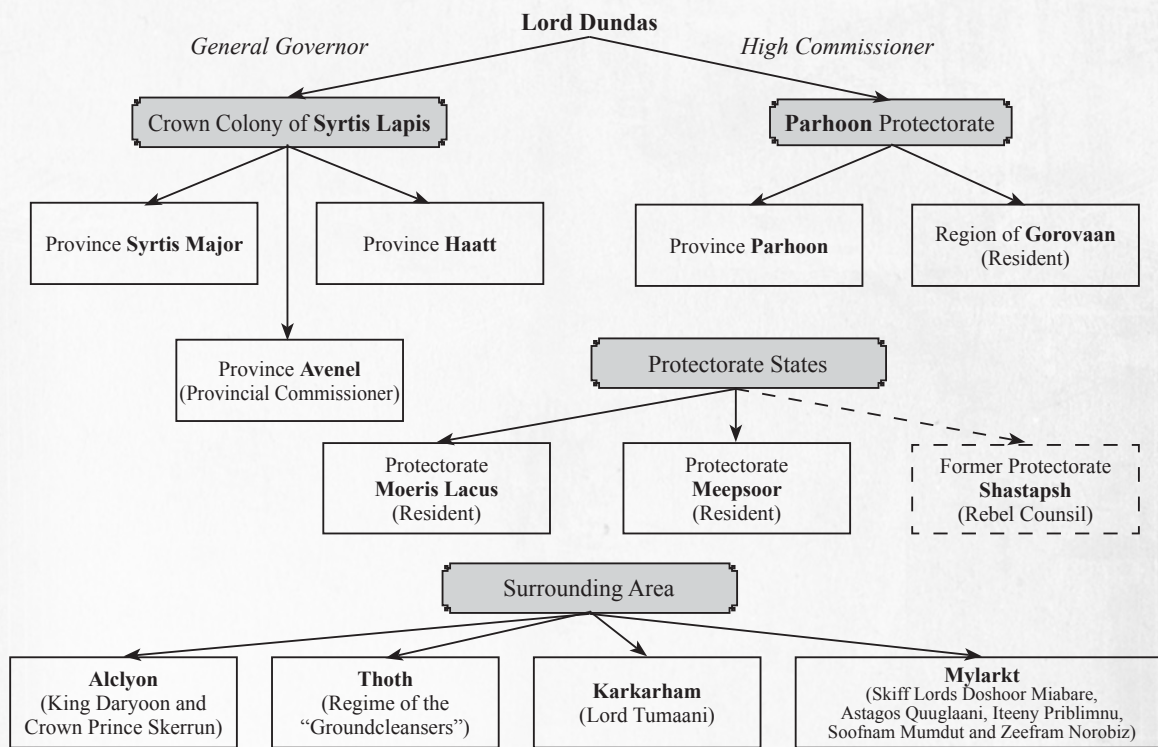 Lord Dundas
General Governor
High Commissioner
Crown Colony of Syrtis Lapis
Parhoon Protectorate
Province Syrtis Major
Province Haatt
Province Parhoon
Region of Gorovaan
(Resident)
Province Avenel
(Provincial Commissioner)
Protectorate States
Protectorate
Moeris Lacus
(Resident)
Protectorate
Meepsoor
(Resident)
Former Protectorate
Shastapsh
(Rebel Counsil)
Surrounding Area
Alclyon
(King Daryoon and
Crown Prince Skerrun)
Thoth
(Regime of the
“Groundcleansers”)
Karkarham
(Lord Tumaani)
Mylarkt
(Skiff Lords Doshoor Miabare,
Astagos Quuglaani, Iteeny Priblimnu,
Soofnam Mumdut and Zeefram Norobiz)